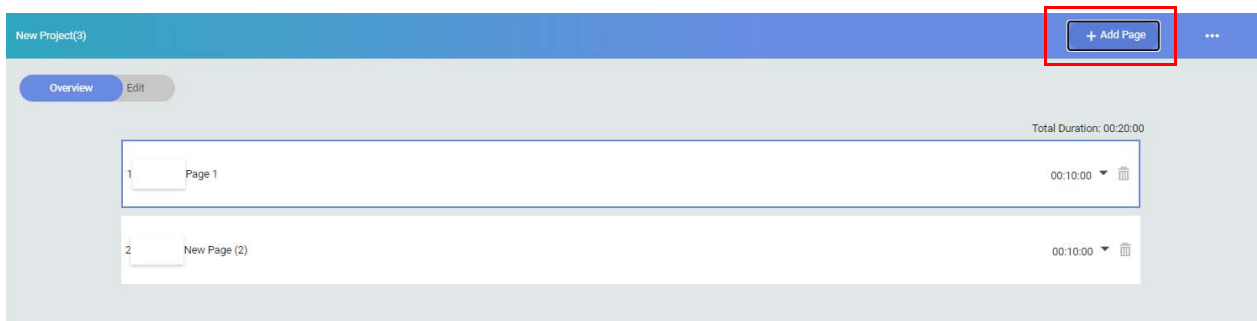 New Project(3)
+ Add Page
Overview
Edit
Total Duration: 00:20:00
1 Page 1 00:10:00
2 New Page (2) 00:10:00